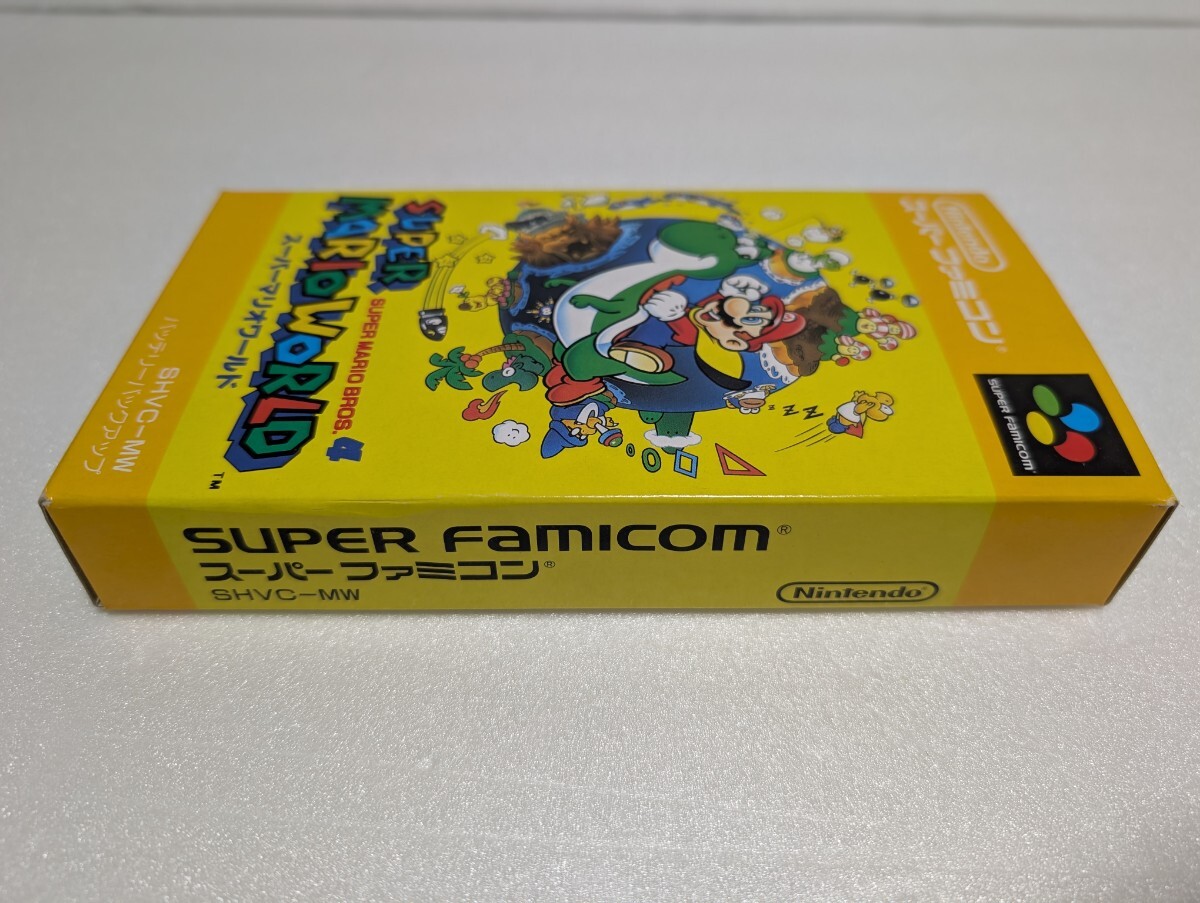 Nintendo
スーパーファミコン®
SUPER FAMICOM®
SUPER MARIO BROS. 4
SUPER
MARIO WORLD™
スーパーマリオワールド
SHVC-MW
バッテリーバックアップ
Z Z Z
SUPER FAMICOM®
スーパーファミコン®
SHVC-MW
Nintendo®